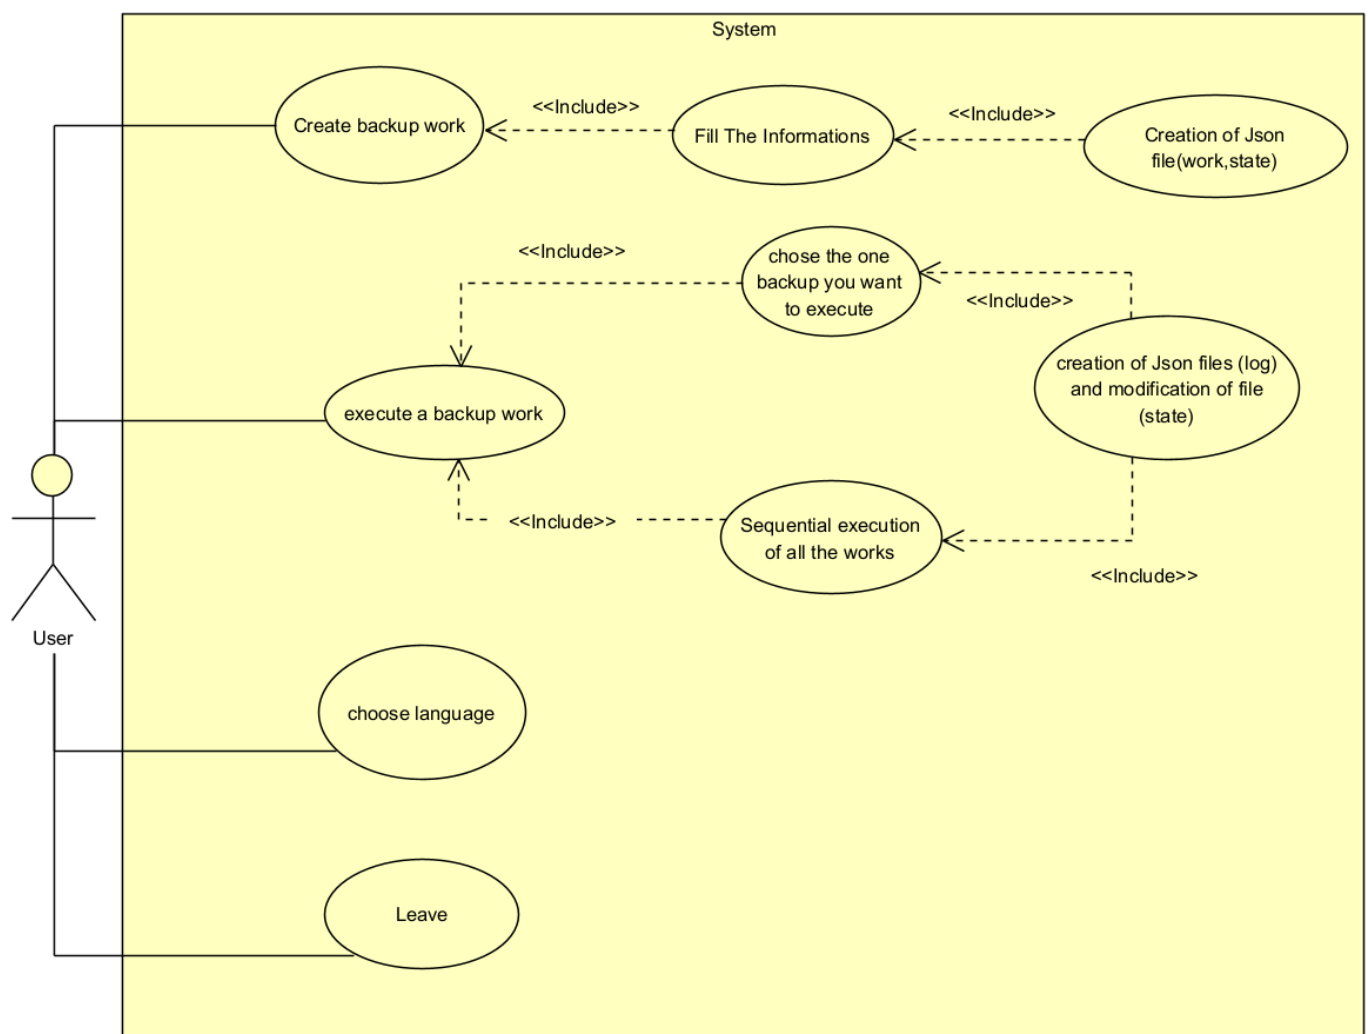 System
Create backup work
<<Include>>
Fill The Informations
<<Include>>
Creation of Json
file(work,state)
<<Include>>
chose the one
backup you want
to execute
<<Include>>
creation of Json files (log)
and modification of file
(state)
execute a backup work
<<Include>>
Sequential execution
of all the works
<<Include>>
User
choose language
Leave